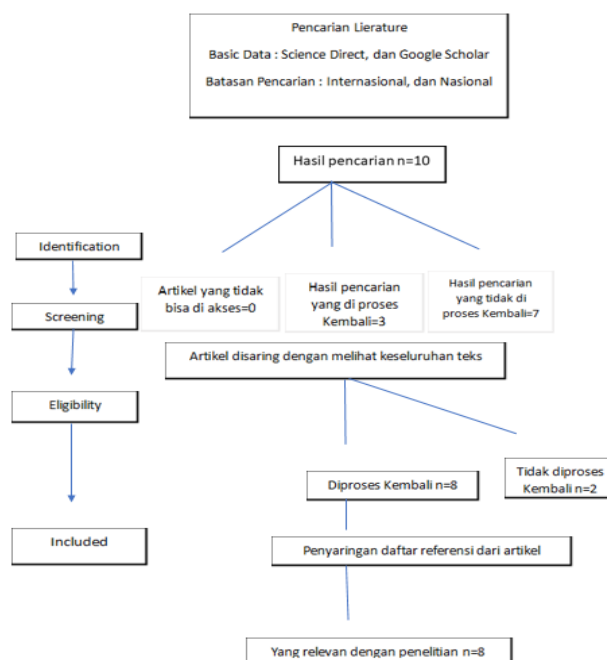 Pencarian Lierature
Basic Data : Science Direct, dan Google Scholar
Batasan Pencarian : Internasional, dan Nasional
Hasil pencarian n=10
Identification
Artikel yang tidak
bisa di akses=0
Hasil pencarian
yang di proses
Kembali=3
Hasil pencarian
yang tidak di
proses Kembali=7
Screening
Artikel disaring dengan melihat keseluruhan teks
Eligibility
Diproses Kembali n=8
Tidak diproses
Kembali n=2
Included
Penyaringan daftar referensi dari artikel
Yang relevan dengan penelitian n=8